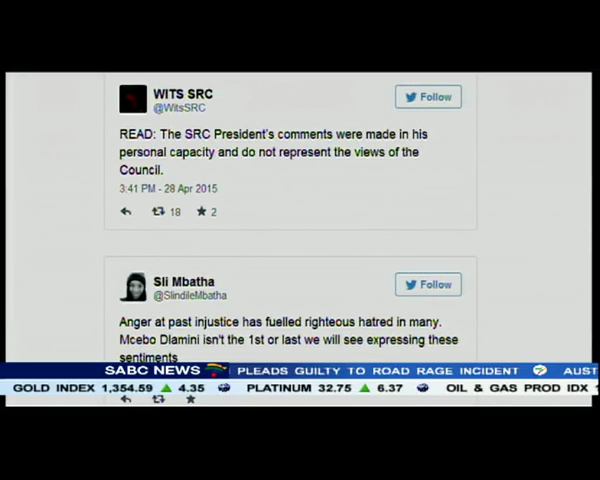 WITS SRC
@WitsSRC
Follow
READ: The SRC President's comments were made in his
personal capacity and do not represent the views of the
Council.
3:41 PM - 28 Apr 2015
18 2
Sli Mbatha
@SlindileMbatha
Follow
Anger at past injustice has fuelled righteous hatred in many.
Mcebo Dlamini isn't the 1st or last we will see expressing these
sentiments
SABC NEWS PLEADS GUILTY TO ROAD RAGE INCIDENT AUST
GOLD INDEX 1,354.59 4.35 PLATINUM 32.75 6.37 OIL & GAS PROD IDX 1